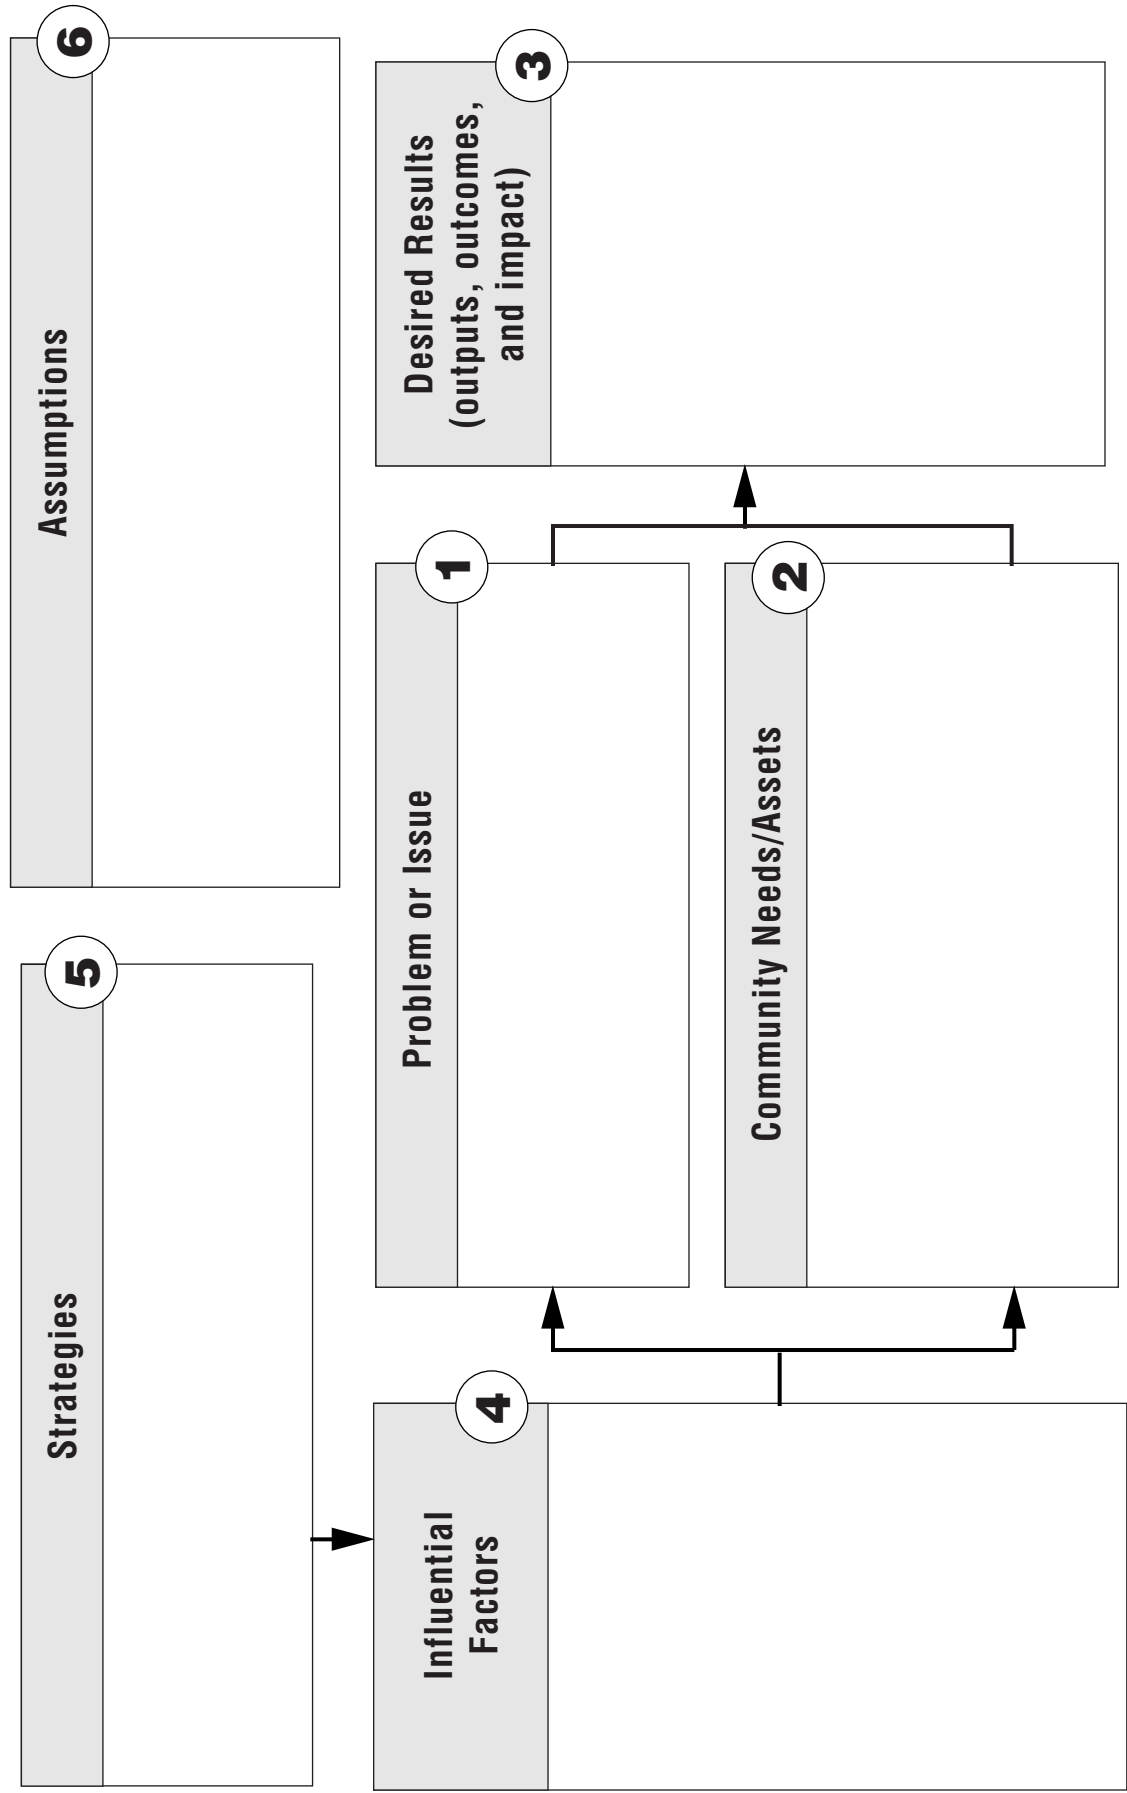 Strategies
5
Assumptions
6
Influential
Factors
4
Problem or Issue
1
Community Needs/Assets
2
Desired Results
(outputs, outcomes,
and impact)
3